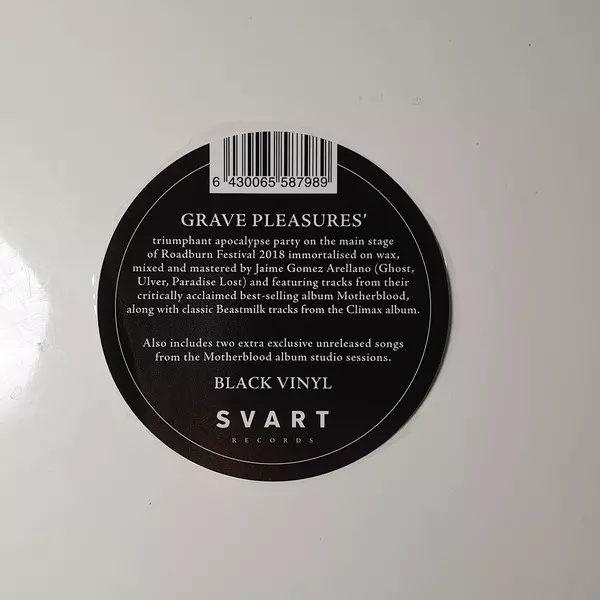 6 430065 587989
GRAVE PLEASURES'
triumphant apocalypse party on the main stage
of Roadburn Festival 2018 immortalised on wax,
mixed and mastered by Jaime Gomez Arellano (Ghost,
Ulver, Paradise Lost) and featuring tracks from their
critically acclaimed best-selling album Motherblood,
along with classic Beastmilk tracks from the Climax album.
Also includes two extra exclusive unreleased songs
from the Motherblood album studio sessions.
BLACK VINYL
SVART
RECORDS